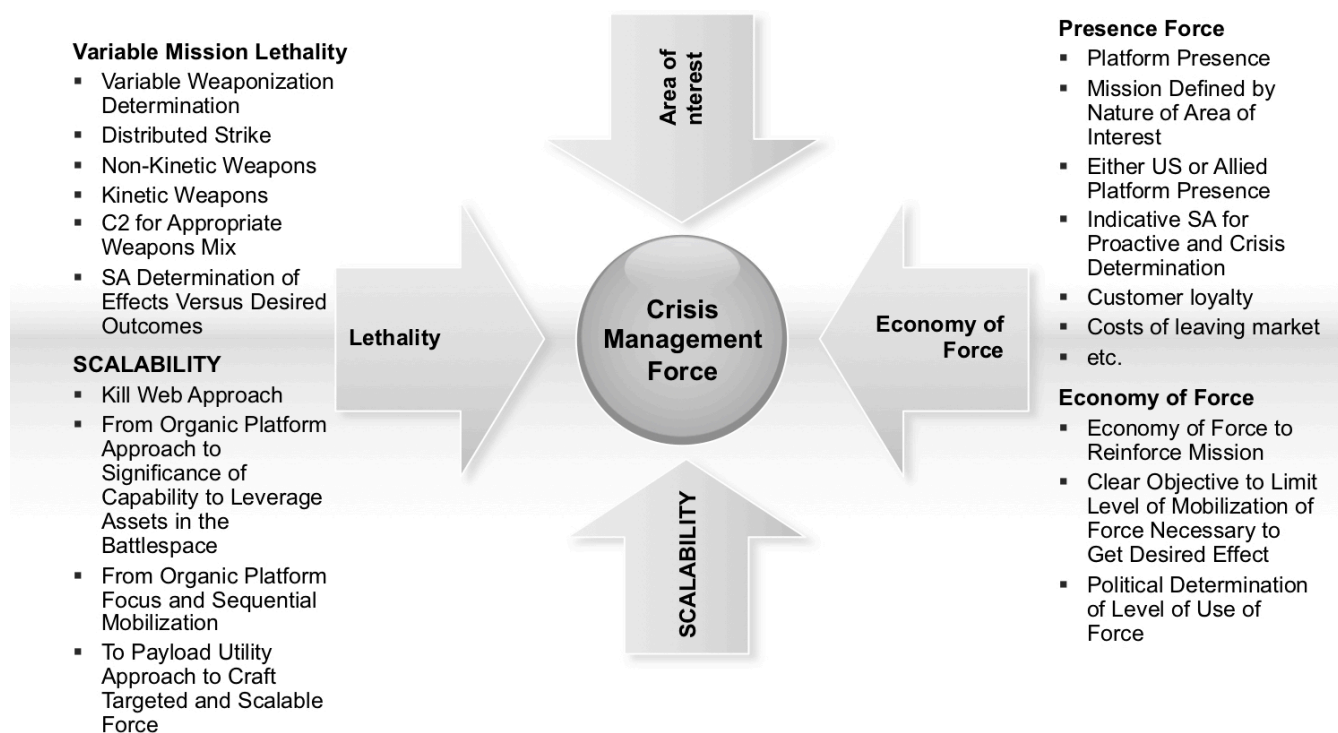 Variable Mission Lethality
▪ Variable Weaponization
Determination
▪ Distributed Strike
▪ Non-Kinetic Weapons
▪ Kinetic Weapons
▪ C2 for Appropriate
Weapons Mix
▪ SA Determination of
Effects Versus Desired
Outcomes
SCALABILITY
▪ Kill Web Approach
▪ From Organic Platform
Approach to
Significance of
Capability to Leverage
Assets in the
Battlespace
▪ From Organic Platform
Focus and Sequential
Mobilization
▪ To Payload Utility
Approach to Craft
Targeted and Scalable
Force
Area of
nterest
Lethality
Crisis
Management
Force
Economy of
Force
SCALABILITY
Presence Force
▪ Platform Presence
▪ Mission Defined by
Nature of Area of
Interest
▪ Either US or Allied
Platform Presence
▪ Indicative SA for
Proactive and Crisis
Determination
▪ Customer loyalty
▪ Costs of leaving market
▪ etc.
Economy of Force
▪ Economy of Force to
Reinforce Mission
▪ Clear Objective to Limit
Level of Mobilization of
Force Necessary to
Get Desired Effect
▪ Political Determination
of Level of Use of
Force